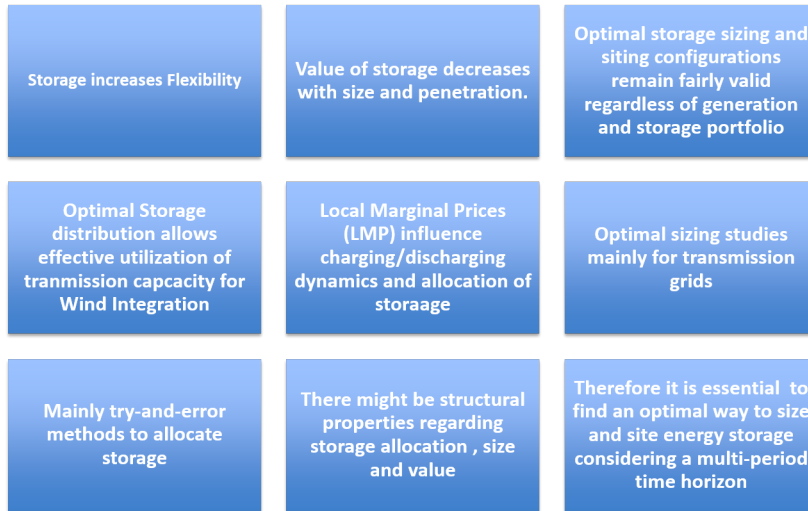 Storage increases Flexibility
Value of storage decreases
with size and penetration.
Optimal storage sizing and
siting configurations
remain fairly valid
regardless of generation
and storage portfolio
Optimal Storage
distribution allows
effective utilization of
tranmission capcacity for
Wind Integration
Local Marginal Prices
(LMP) influence
charging/discharging
dynamics and allocation of
storaage
Optimal sizing studies
mainly for transmission
grids
Mainly try-and-error
methods to allocate
storage
There might be structural
properties regarding
storage allocation , size
and value
Therefore it is essential to
find an optimal way to size
and site energy storage
considering a multi-period
time horizon